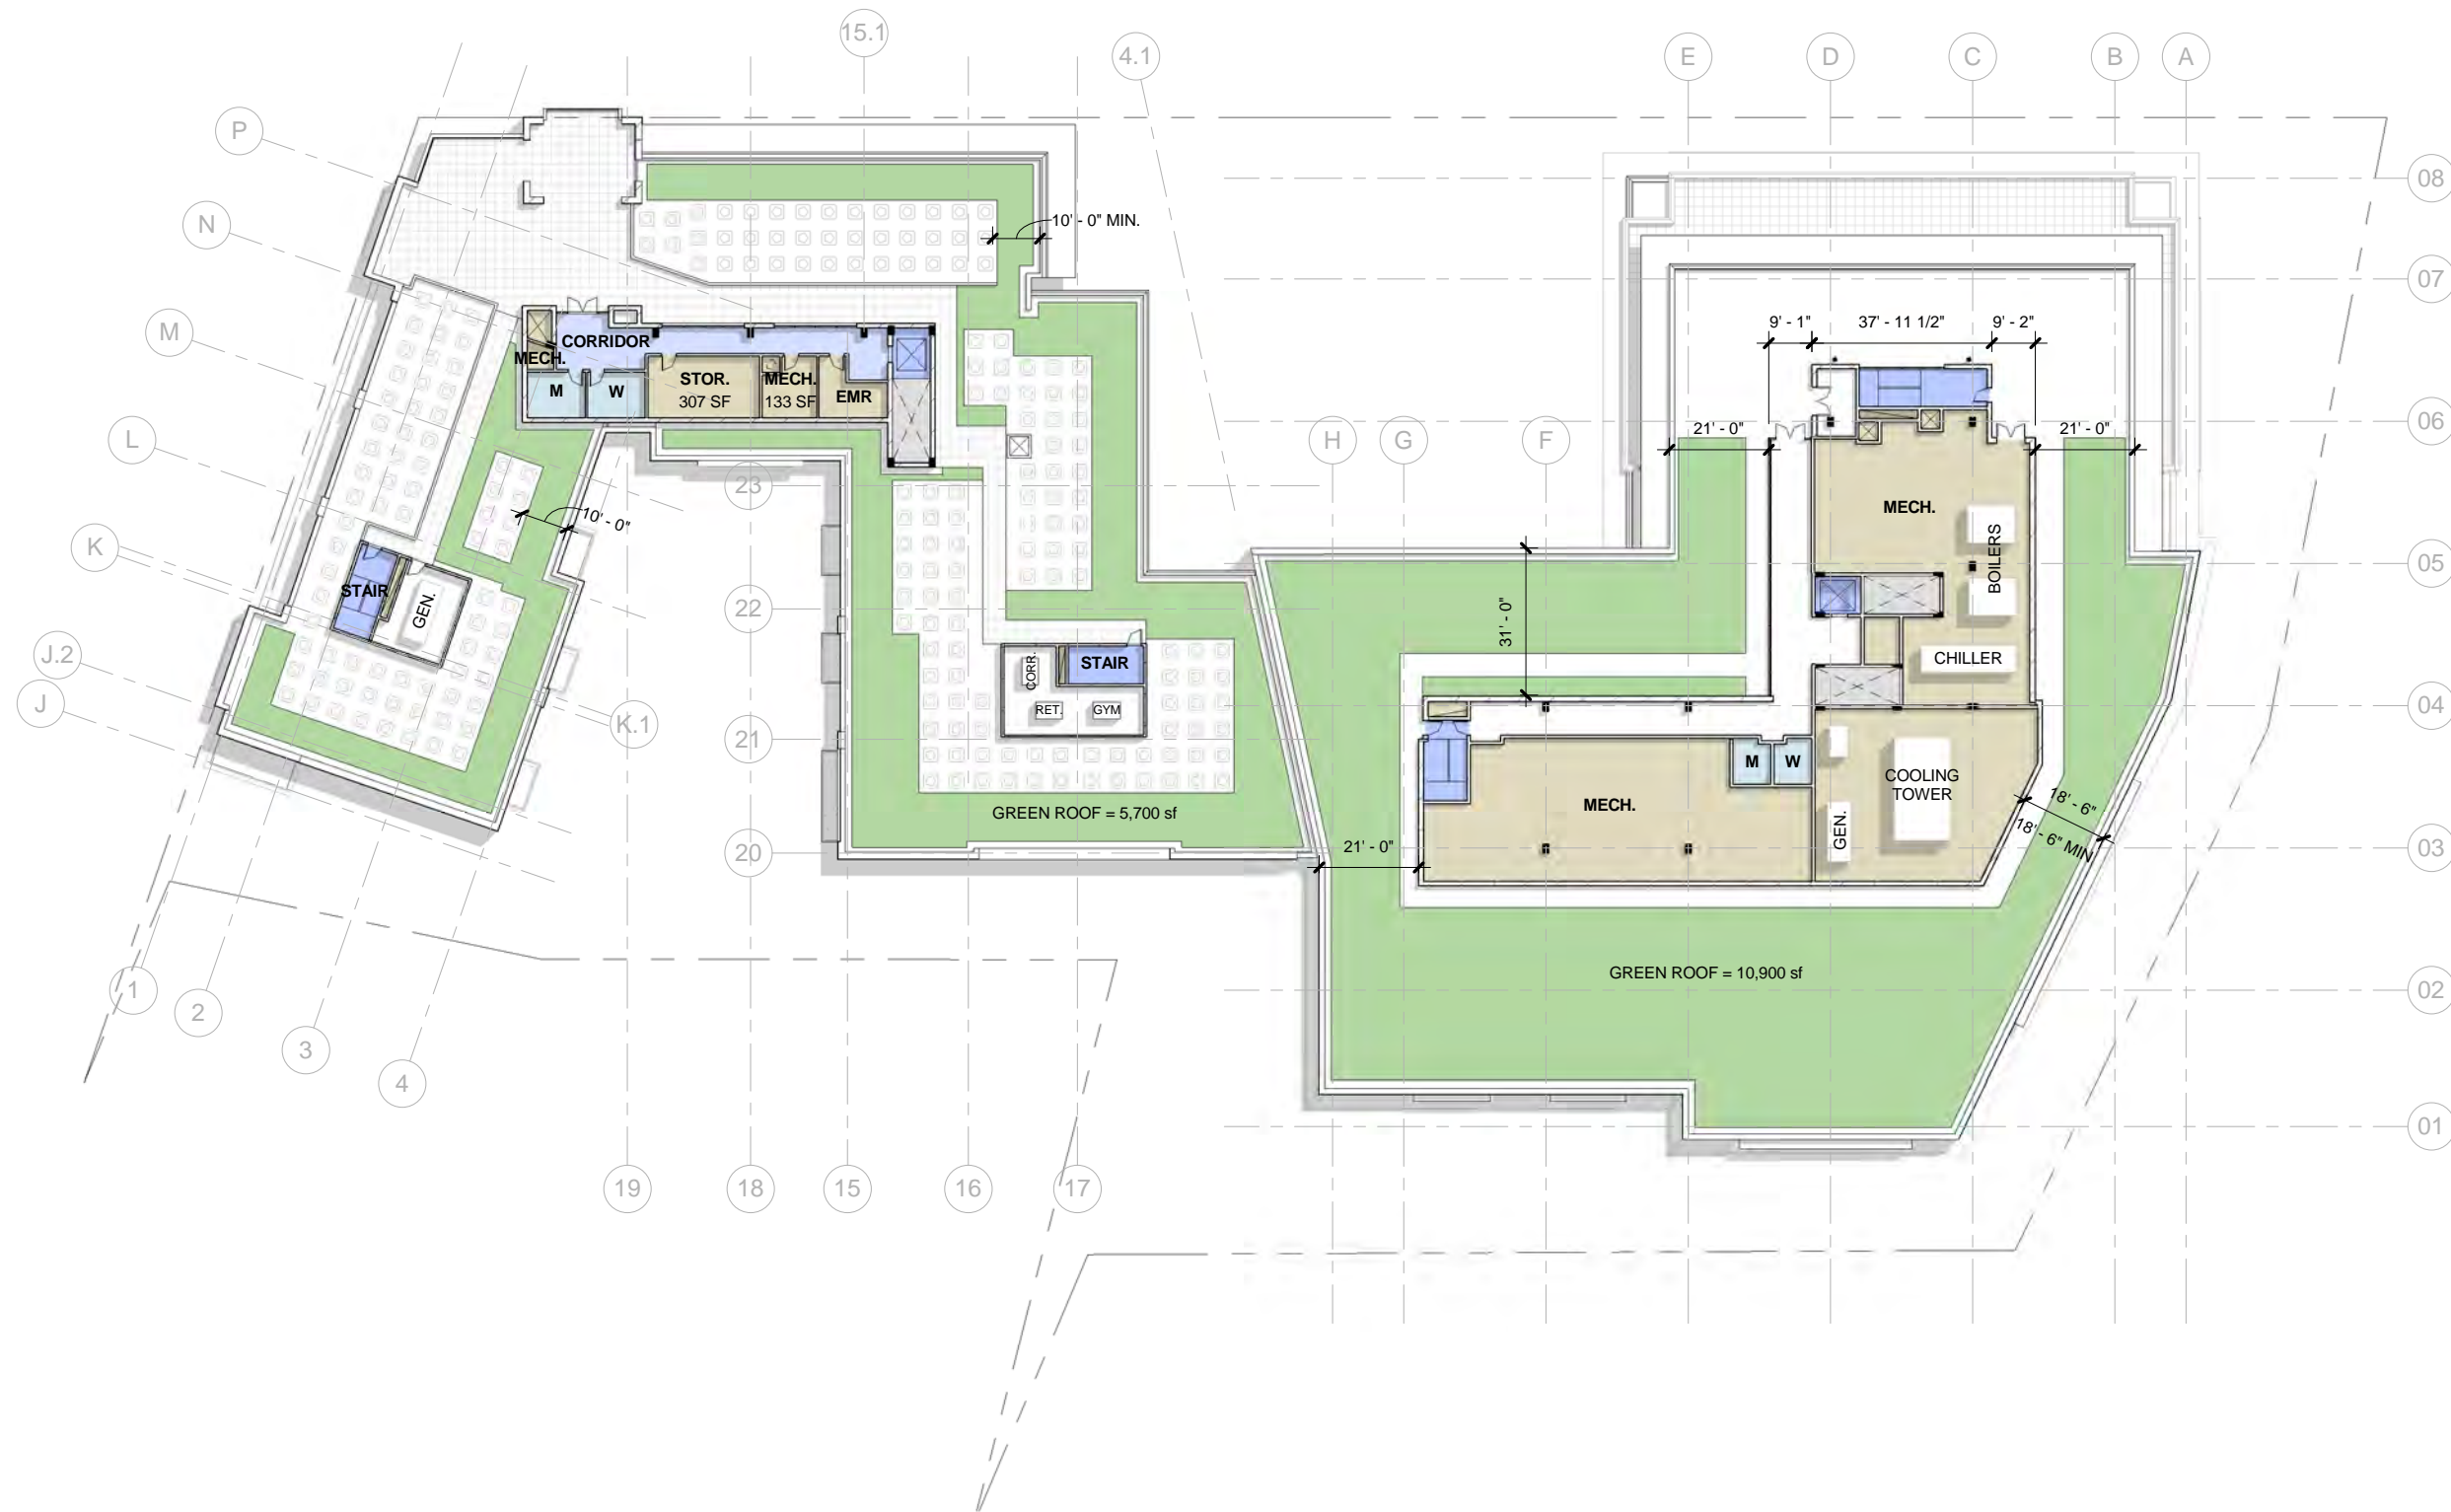 15.1
4.1
E
D
C
B
A
P
N
M
L
K
J.2
J
08
07
06
05
04
03
02
01
10' - 0" MIN.
9' - 1"
37' - 11 1/2"
9' - 2"
CORRIDOR
MECH.
M
W
STOR.
307 SF
MECH.
133 SF
EMR
H
G
F
21' - 0"
21' - 0"
23
22
21
20
10' - 0"
MECH.
BOILERS
STAIR
GEN.
31' - 0"
CORR.
STAIR
RET.
GYM
CHILLER
K.1
M
W
COOLING
TOWER
GEN.
MECH.
18' - 6"
18' - 6" MIN
GREEN ROOF = 5,700 sf
21' - 0"
GREEN ROOF = 10,900 sf
1
2
3
4
19
18
15
16
17